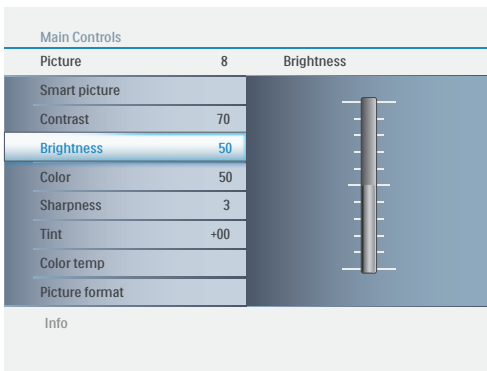 Main Controls
Picture 8 Brightness
Smart picture
Contrast 70
Brightness 50
Color 50
Sharpness 3
Tint +00
Color temp
Picture format
Info